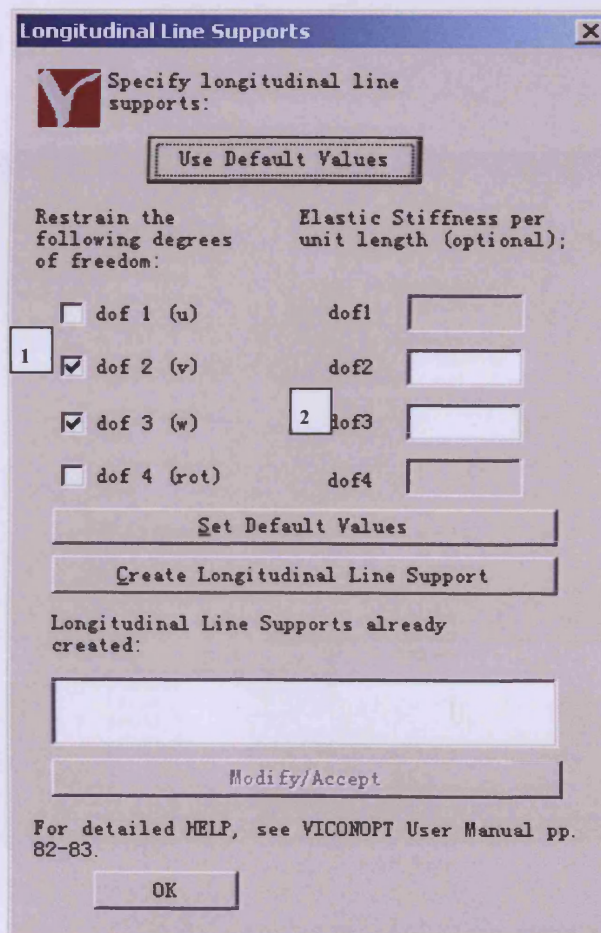 Longitudinal Line Supports
Specify longitudinal line
supports:
Use Default Values
Restrain the
following degrees
of freedom:
Elastic Stiffness per
unit length (optional):
dof 1 (u)
dof1
1
dof 2 (v)
dof2
dof 3 (w)
2
dof3
dof 4 (rot)
dof4
Set Default Values
Create Longitudinal Line Support
Longitudinal Line Supports already
created:
Modify/Accept
For detailed HELP, see VICONOPT User Manual pp.
82-83.
OK